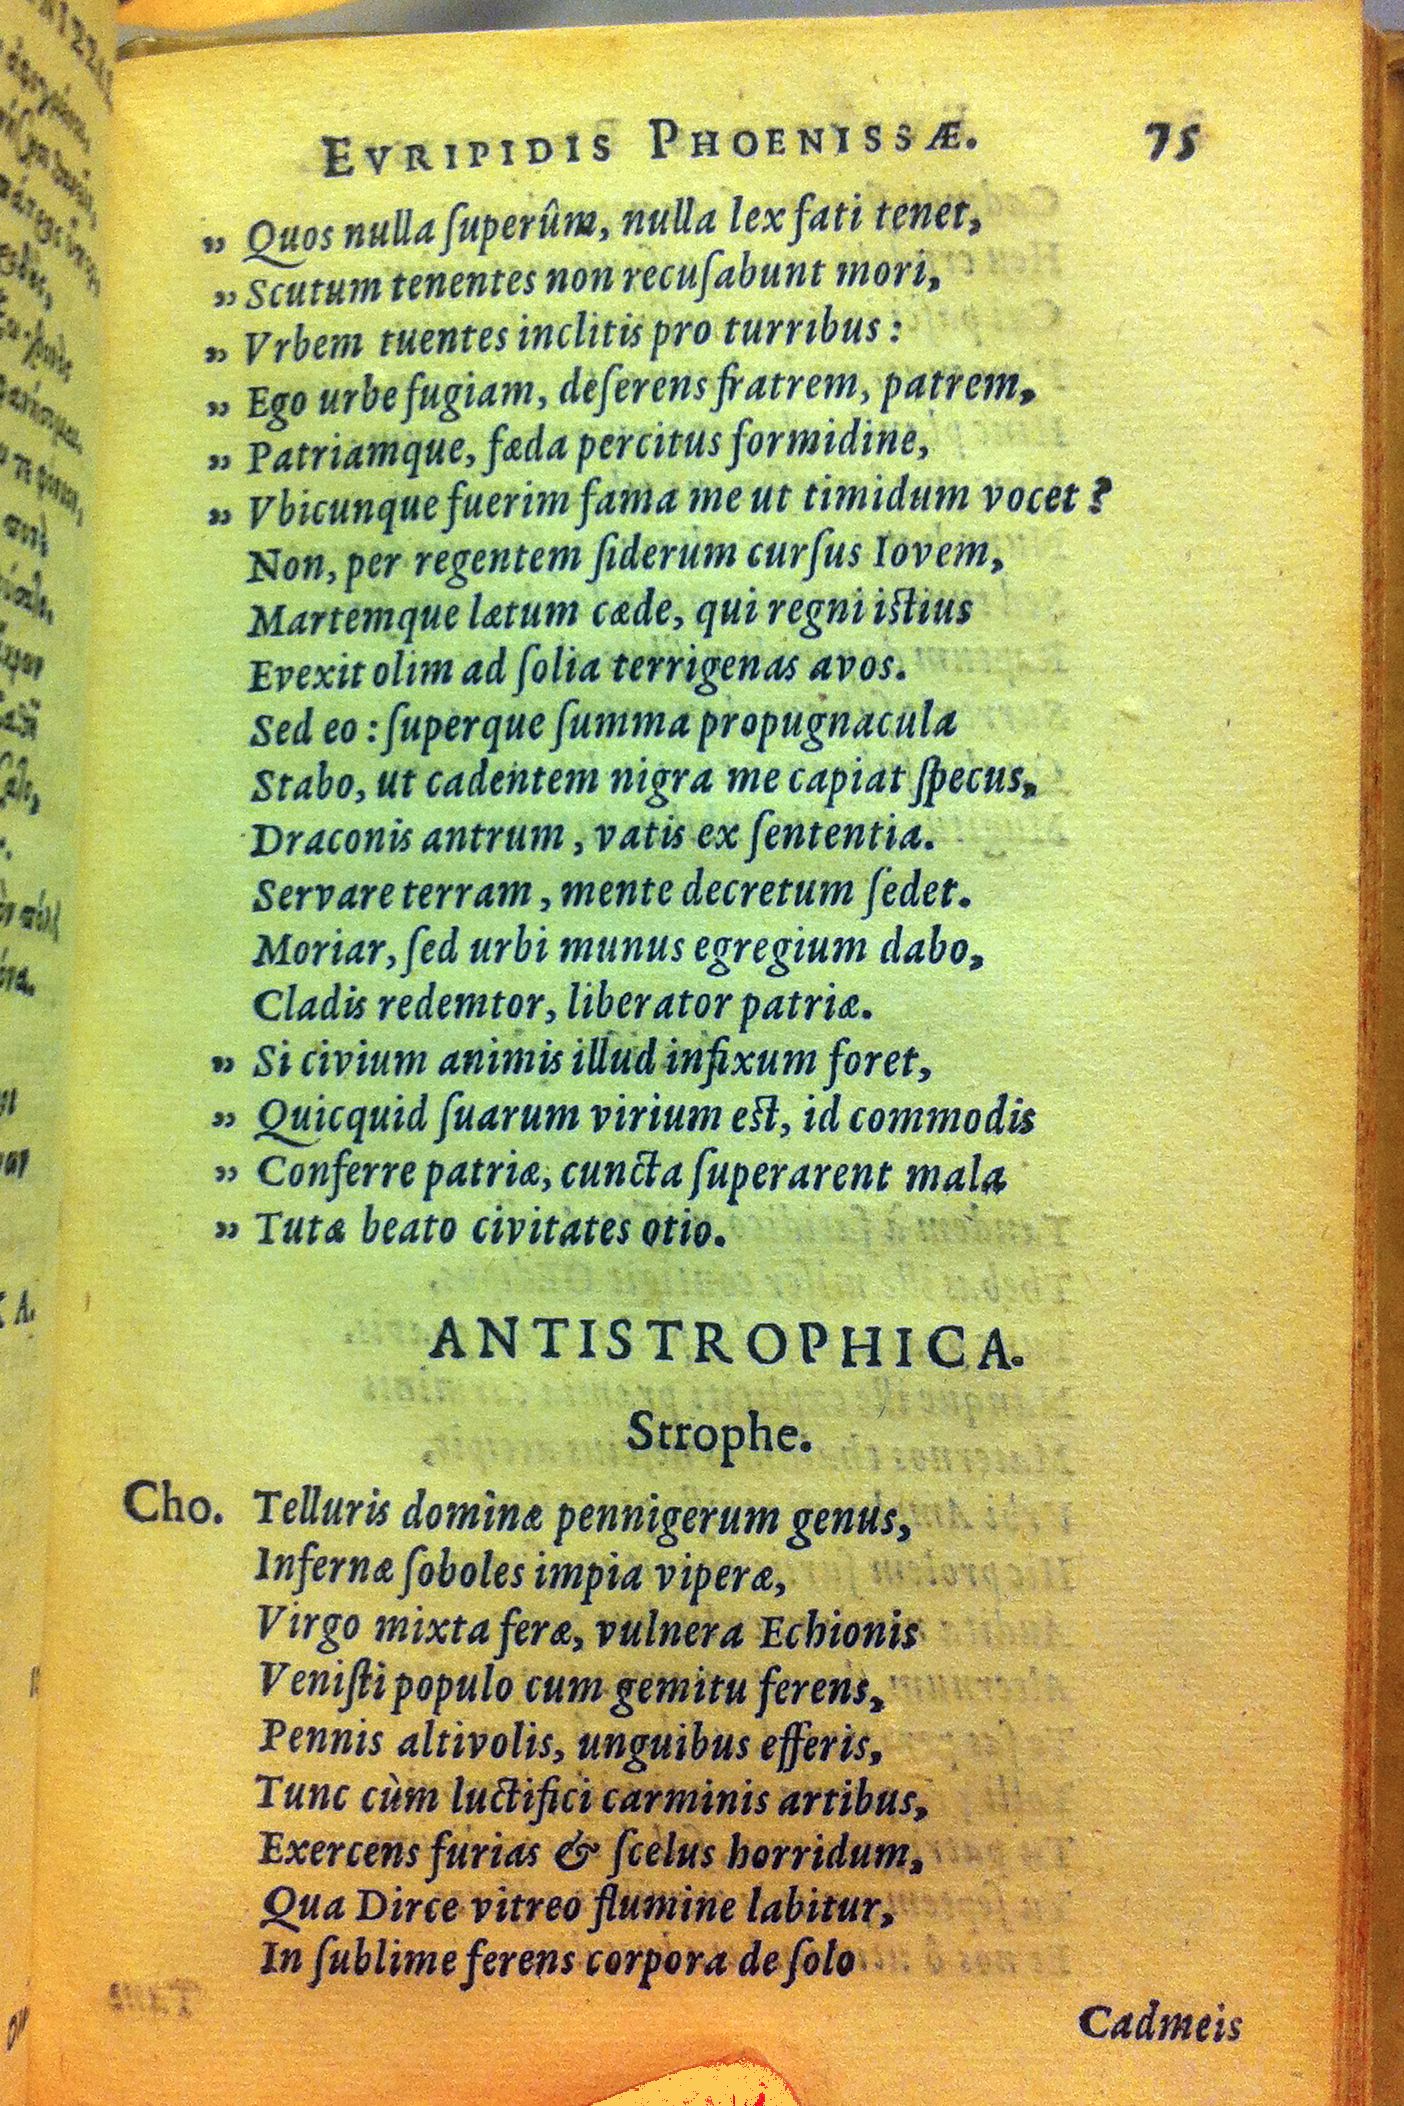 EVRIPIDIS PHOENISSÆ. 75
„ Quos nulla ſuperûm, nulla lex fati tenet,
„ Scutum tenentes non recuſabunt mori,
„ Vrbem tuentes inclitis pro turribus :
„ Ego urbe fugiam, deſerens fratrem, patrem,
„ Patriamque, fæda percitus formidine,
„ Vbicunque fuerim fama me ut timidum vocet ?
Non, per regentem ſiderum curſus Iovem,
Martemque lætum cæde, qui regni iſtius
Evexit olim ad ſolia terrigenas avos.
Sed eo : ſuperque ſumma propugnacula
Stabo, ut cadentem nigra me capiat ſpecus,
Draconis antrum, vatis ex ſententia.
Servare terram, mente decretum ſedet.
Moriar, ſed urbi munus egregium dabo,
Cladis redemtor, liberator patriæ.
„ Si civium animis illud infixum foret,
„ Quicquid ſuarum virium eſt, id commodis
„ Conferre patriæ, cuncta ſuperarent mala
„ Tutæ beato civitates otio.
ANTISTROPHICA.
Strophe.
Cho. Telluris dominæ pennigerum genus,
Infernæ ſoboles impia viperæ,
Virgo mixta feræ, vulnera Echionis
Veniſti populo cum gemitu ferens,
Pennis altivolis, unguibus efferis,
Tunc cùm luctifici carminis artibus,
Exercens furias & ſcelus horridum,
Qua Dirce vitreo flumine labitur,
In ſublime ferens corpora de ſolo
Cadmeis